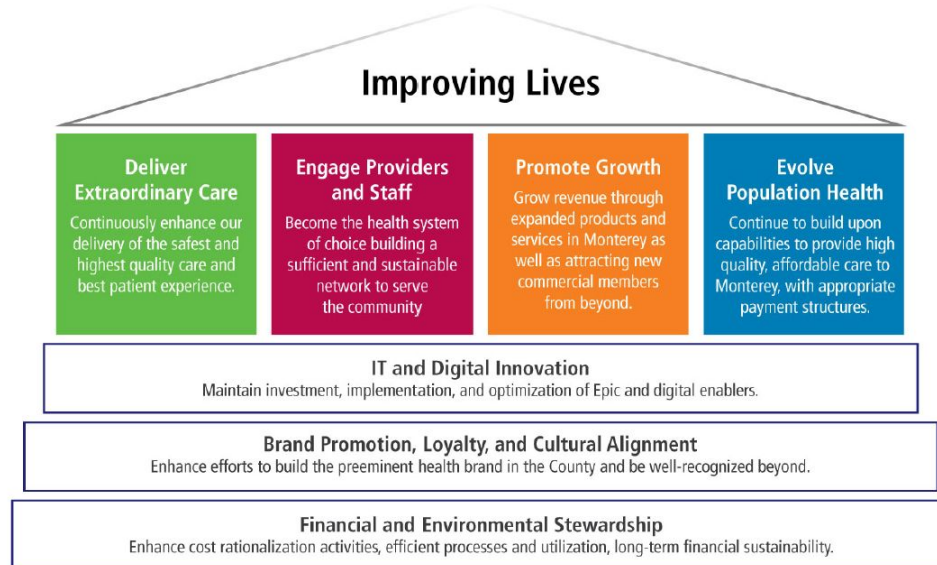 Improving Lives
Deliver
Extraordinary Care
Continuously enhance our
delivery of the safest and
highest quality care and
best patient experience.
Engage Providers
and Staff
Become the health system
of choice building a
sufficient and sustainable
network to serve
the community
Promote Growth
Grow revenue through
expanded products and
services in Monterey as
well as attracting new
commercial members
from beyond.
Evolve
Population Health
Continue to build upon
capabilities to provide high
quality, affordable care to
Monterey, with appropriate
payment structures.
IT and Digital Innovation
Maintain investment, implementation, and optimization of Epic and digital enablers.
Brand Promotion, Loyalty, and Cultural Alignment
Enhance efforts to build the preeminent health brand in the County and be well-recognized beyond.
Financial and Environmental Stewardship
Enhance cost rationalization activities, efficient processes and utilization, long-term financial sustainability.